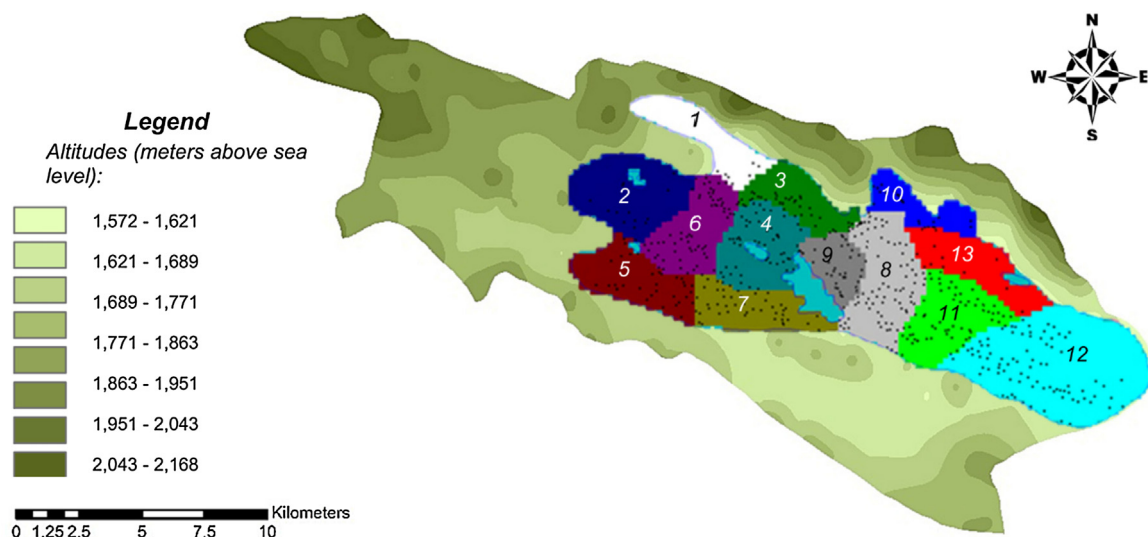 N
W E
S
Legend
Altitudes (meters above sea
level):
1,572 - 1,621
1,621 - 1,689
1,689 - 1,771
1,771 - 1,863
1,863 - 1,951
1,951 - 2,043
2,043 - 2,168
Kilometers
0 1.25 2.5 5 7.5 10
1
2
3
4
5
6
7
8
9
10
11
12
13